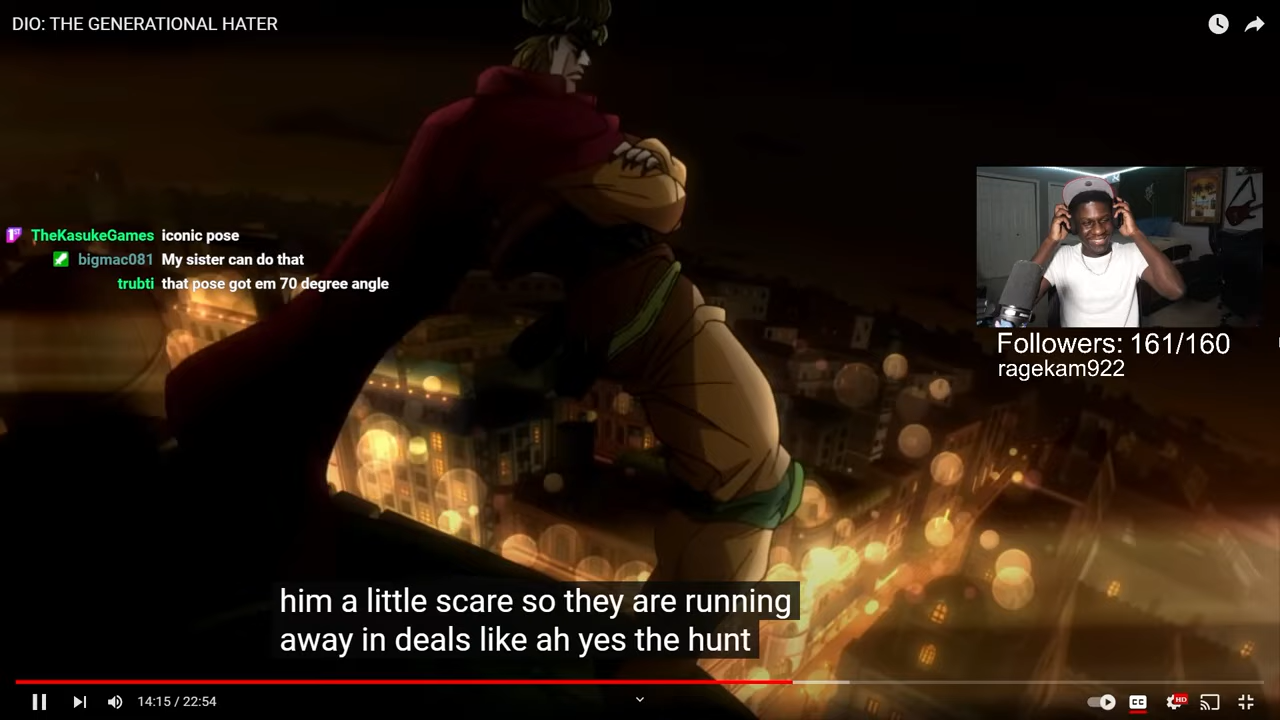 DIO: THE GENERATIONAL HATER
TheKasukeGames iconic pose
bigmac081 My sister can do that
trubti that pose got em 70 degree angle
Followers: 161/160
ragekam922
him a little scare so they are running
away in deals like ah yes the hunt
14:15 / 22:54
CC
HD